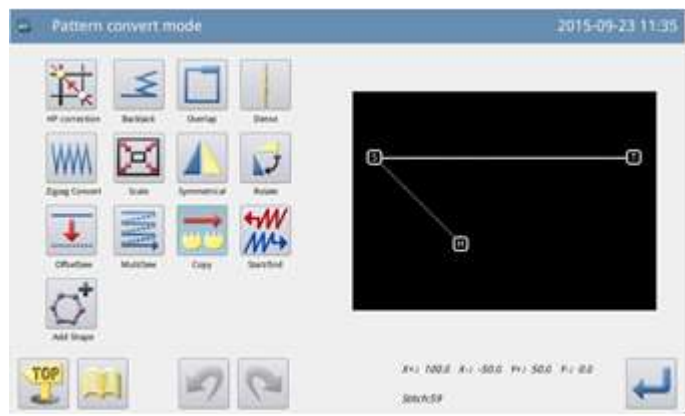 Pattern convert mode 2015-09-23 11:35
HP correction Backtack Overlap Dense
Zigzag Convert Scale Symmetrical Rotate
OffsetSew MultiSew Copy StartEnd
Add Shape
S T
H
TOP
X+: 100.0 X-: -50.0 Y+: 50.0 Y-: 0.0
Stitch:59